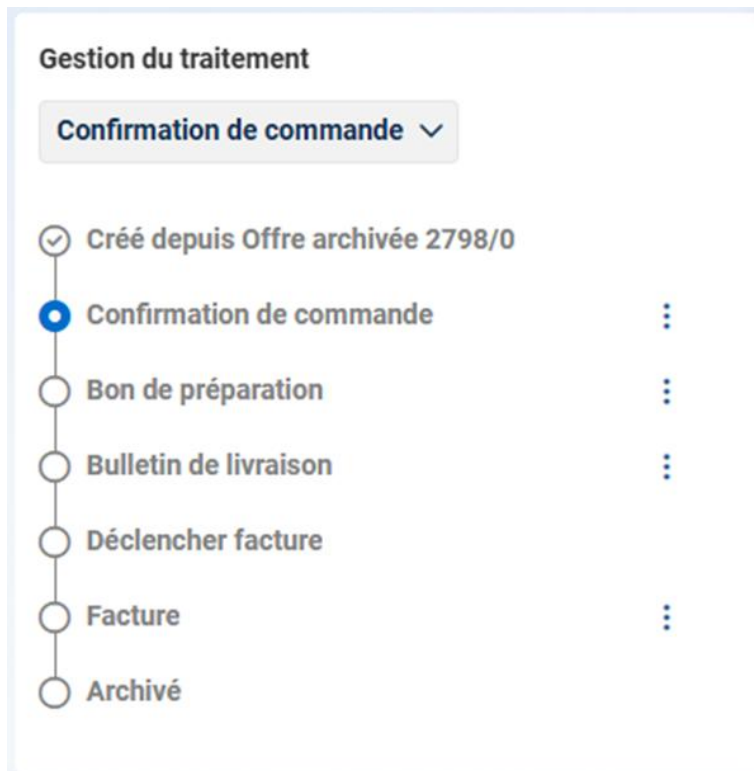 Gestion du traitement
Confirmation de commande
Créé depuis Offre archivée 2798/0
Confirmation de commande
Bon de préparation
Bulletin de livraison
Déclencher facture
Facture
Archivé